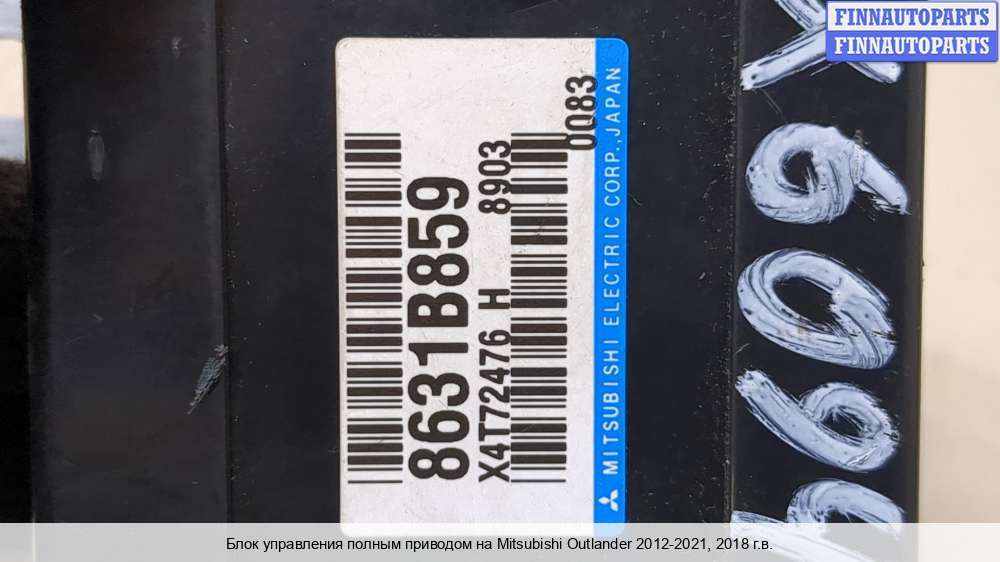 FINNAUTOPARTS
FINNAUTOPARTS
8631B859
X4T72476 H 8903
0083
MITSUBISHI ELECTRIC CORP., JAPAN
Блок управления полным приводом на Mitsubishi Outlander 2012-2021, 2018 г.в.